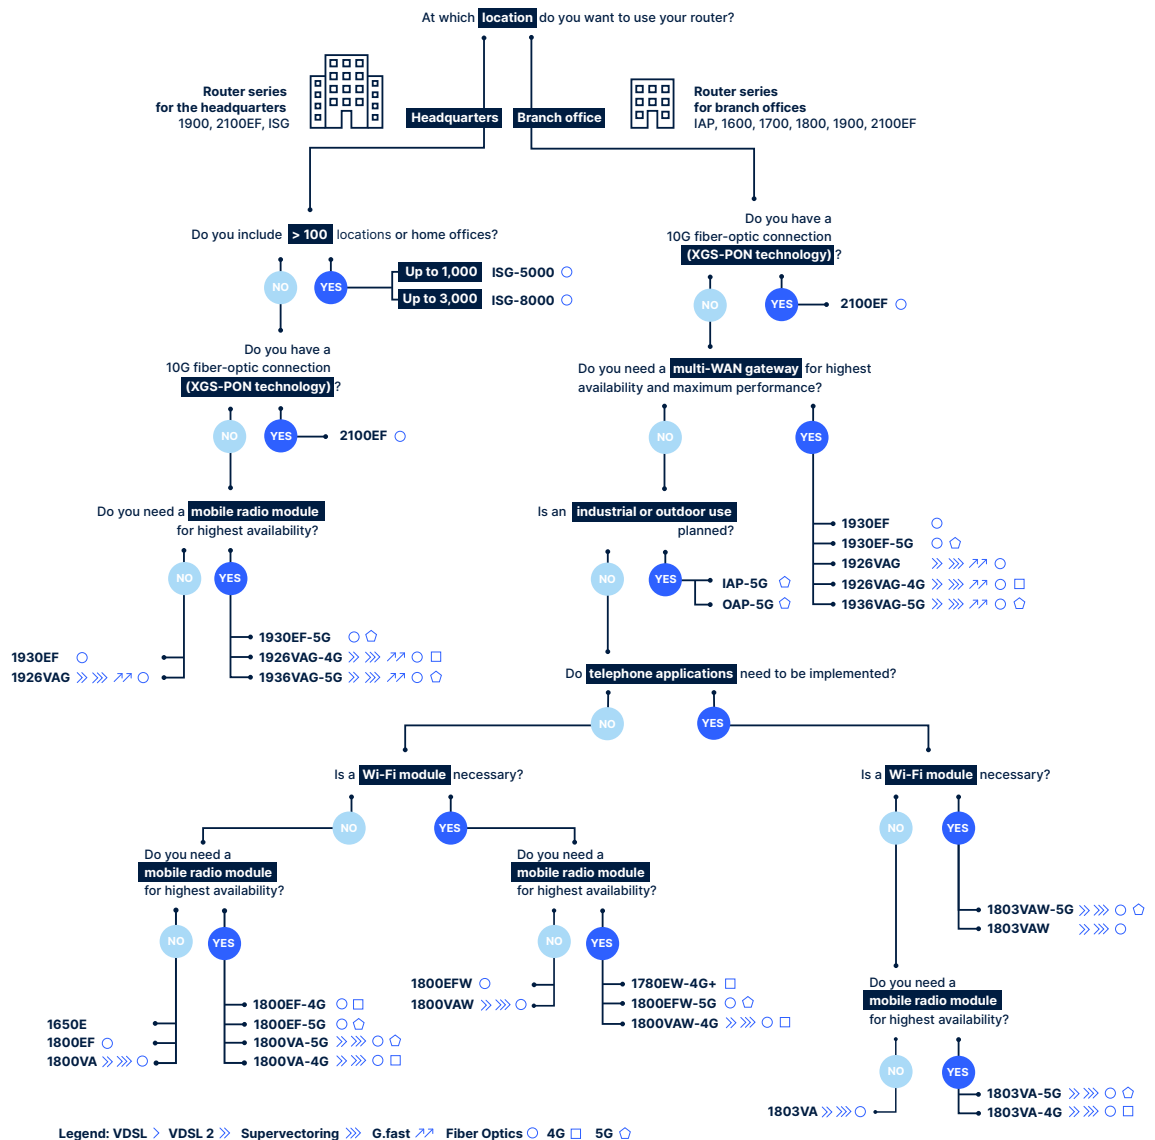 At which location do you want to use your router?
Router series
for the headquarters
1900, 2100EF, ISG
Headquarters
Branch office
Router series
for branch offices
IAP, 1600, 1700, 1800, 1900, 2100EF
Do you include > 100 locations or home offices?
NO
YES
Up to 1,000 ISG-5000
Up to 3,000 ISG-8000
Do you have a
10G fiber-optic connection
(XGS-PON technology)?
NO
YES
2100EF
Do you need a mobile radio module
for highest availability?
NO
YES
1930EF
1926VAG
1930EF-5G
1926VAG-4G
1936VAG-5G
Do you have a
10G fiber-optic connection
(XGS-PON technology)?
NO
YES
2100EF
Do you need a multi-WAN gateway for highest
availability and maximum performance?
NO
YES
1930EF
1930EF-5G
1926VAG
1926VAG-4G
1936VAG-5G
Is an industrial or outdoor use
planned?
NO
YES
IAP-5G
OAP-5G
Do telephone applications need to be implemented?
NO
YES
Is a Wi-Fi module necessary?
NO
YES
Do you need a
mobile radio module
for highest availability?
NO
YES
1650E
1800EF
1800VA
1800EF-4G
1800EF-5G
1800VA-5G
1800VA-4G
Do you need a
mobile radio module
for highest availability?
NO
YES
1800EFW
1800VAW
1780EW-4G+
1800EFW-5G
1800VAW-4G
Is a Wi-Fi module necessary?
NO
YES
1803VAW-5G
1803VAW
Do you need a
mobile radio module
for highest availability?
NO
YES
1803VA
1803VA-5G
1803VA-4G
Legend: VDSL VDSL 2 Supervectoring G.fast Fiber Optics 4G 5G